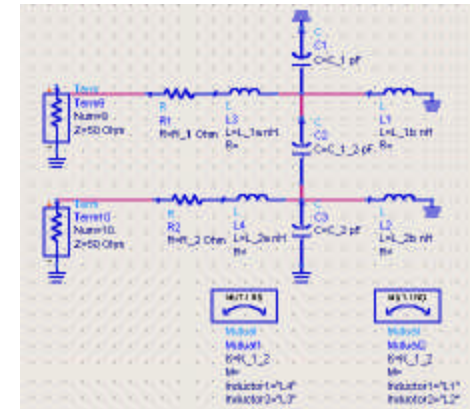 C
C1
C=C_1 pF
Term
Term9
Num=9
Z=50 Ohm
R
R1
R=R_1 Ohm
L
L3
L=L_1a nH
R=
C
C2
C=C_1_2 pF
L
L1
L=L_1b nH
R=
Term
Term10
Num=10
Z=50 Ohm
R
R2
R=R_2 Ohm
L
L4
L=L_2a nH
R=
C
C3
C=C_2 pF
L
L2
L=L_2b nH
R=
MUTIND
Mutual
Mutual1
K=K_1_2
M=
Inductor1="L4"
Inductor2="L3"
MUTIND
Mutual
K=K_1_2
M=
Inductor1="L1"
Inductor2="L2"